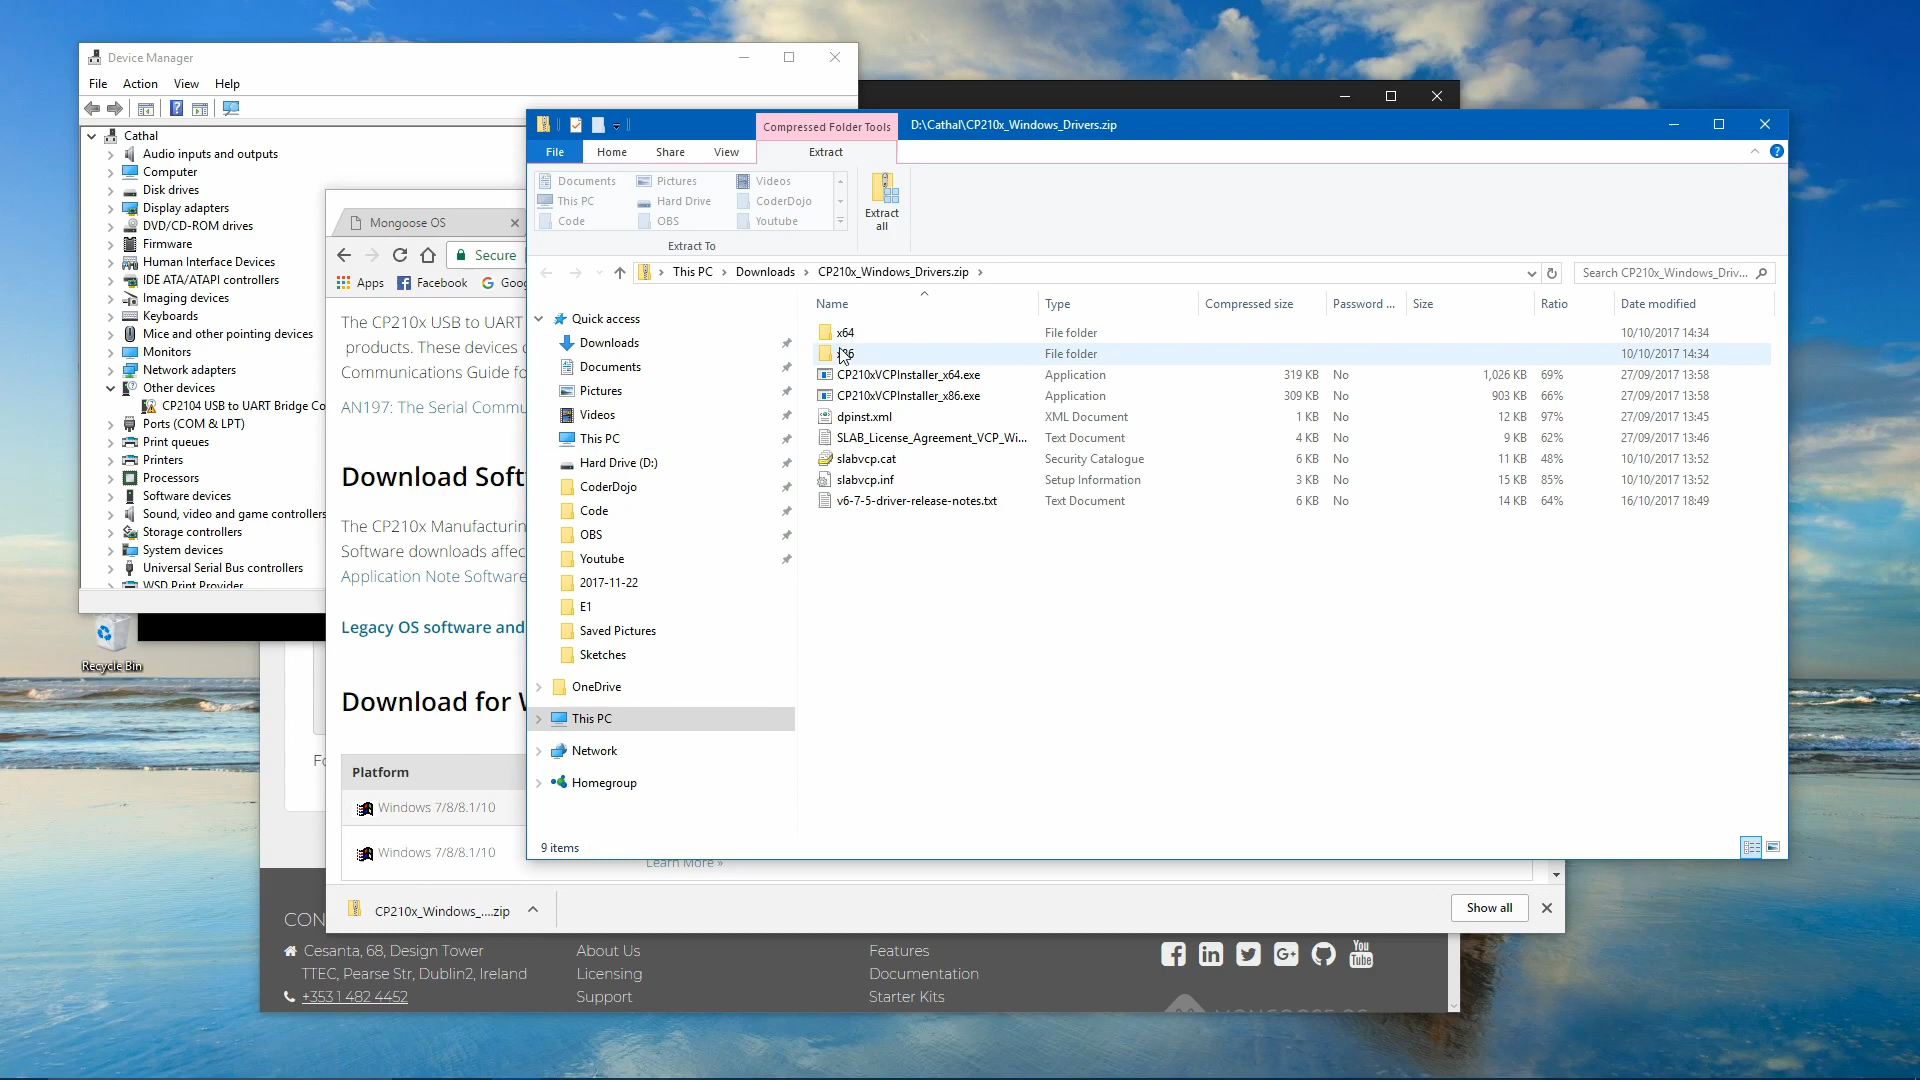 Device Manager
File Action View Help
Cathal
Audio inputs and outputs
Computer
Disk drives
Display adapters
DVD/CD-ROM drives
Firmware
Human Interface Devices
IDE ATA/ATAPI controllers
Imaging devices
Keyboards
Mice and other pointing devices
Monitors
Network adapters
Other devices
CP2104 USB to UART Bridge Co
Ports (COM & LPT)
Print queues
Printers
Processors
Software devices
Sound, video and game controllers
Storage controllers
System devices
Universal Serial Bus controllers
WSD Print Provider
Recycle Bin
Mongoose OS
Secure
Apps Facebook Goo
The CP210x USB to UART
products. These devices
Communications Guide fo
AN197: The Serial Commu
Download Soft
The CP210x Manufacturin
Software downloads affec
Application Note Software
Legacy OS software and
Download for
Platform
Windows 7/8/8.1/10
Windows 7/8/8.1/10
Learn More »
CP210x_Windows_....zip
Show all
Compressed Folder Tools
D:\Cathal\CP210x_Windows_Drivers.zip
File Home Share View Extract
Documents Pictures Videos
This PC Hard Drive CoderDojo
Code OBS Youtube
Extract To
Extract
all
This PC Downloads CP210x_Windows_Drivers.zip
Search CP210x_Windows_Driv...
Quick access
Downloads
Documents
Pictures
Videos
This PC
Hard Drive (D:)
CoderDojo
Code
OBS
Youtube
2017-11-22
E1
Saved Pictures
Sketches
OneDrive
This PC
Network
Homegroup
Name Type Compressed size Password ... Size Ratio Date modified
x64 File folder 10/10/2017 14:34
File folder 10/10/2017 14:34
CP210xVCPInstaller_x64.exe Application 319 KB No 1,026 KB 69% 27/09/2017 13:58
CP210xVCPInstaller_x86.exe Application 309 KB No 903 KB 66% 27/09/2017 13:58
dpinst.xml XML Document 1 KB No 12 KB 97% 27/09/2017 13:45
SLAB_License_Agreement_VCP_Wi... Text Document 4 KB No 9 KB 62% 27/09/2017 13:46
slabvcp.cat Security Catalogue 6 KB No 11 KB 48% 10/10/2017 13:52
slabvcp.inf Setup Information 3 KB No 15 KB 85% 10/10/2017 13:52
v6-7-5-driver-release-notes.txt Text Document 6 KB No 14 KB 64% 16/10/2017 18:49
9 items
CON
Cesanta, 68, Design Tower
TTEC, Pearse Str, Dublin2, Ireland
+353 1 482 4452
About Us
Licensing
Support
Features
Documentation
Starter Kits
You
Tube